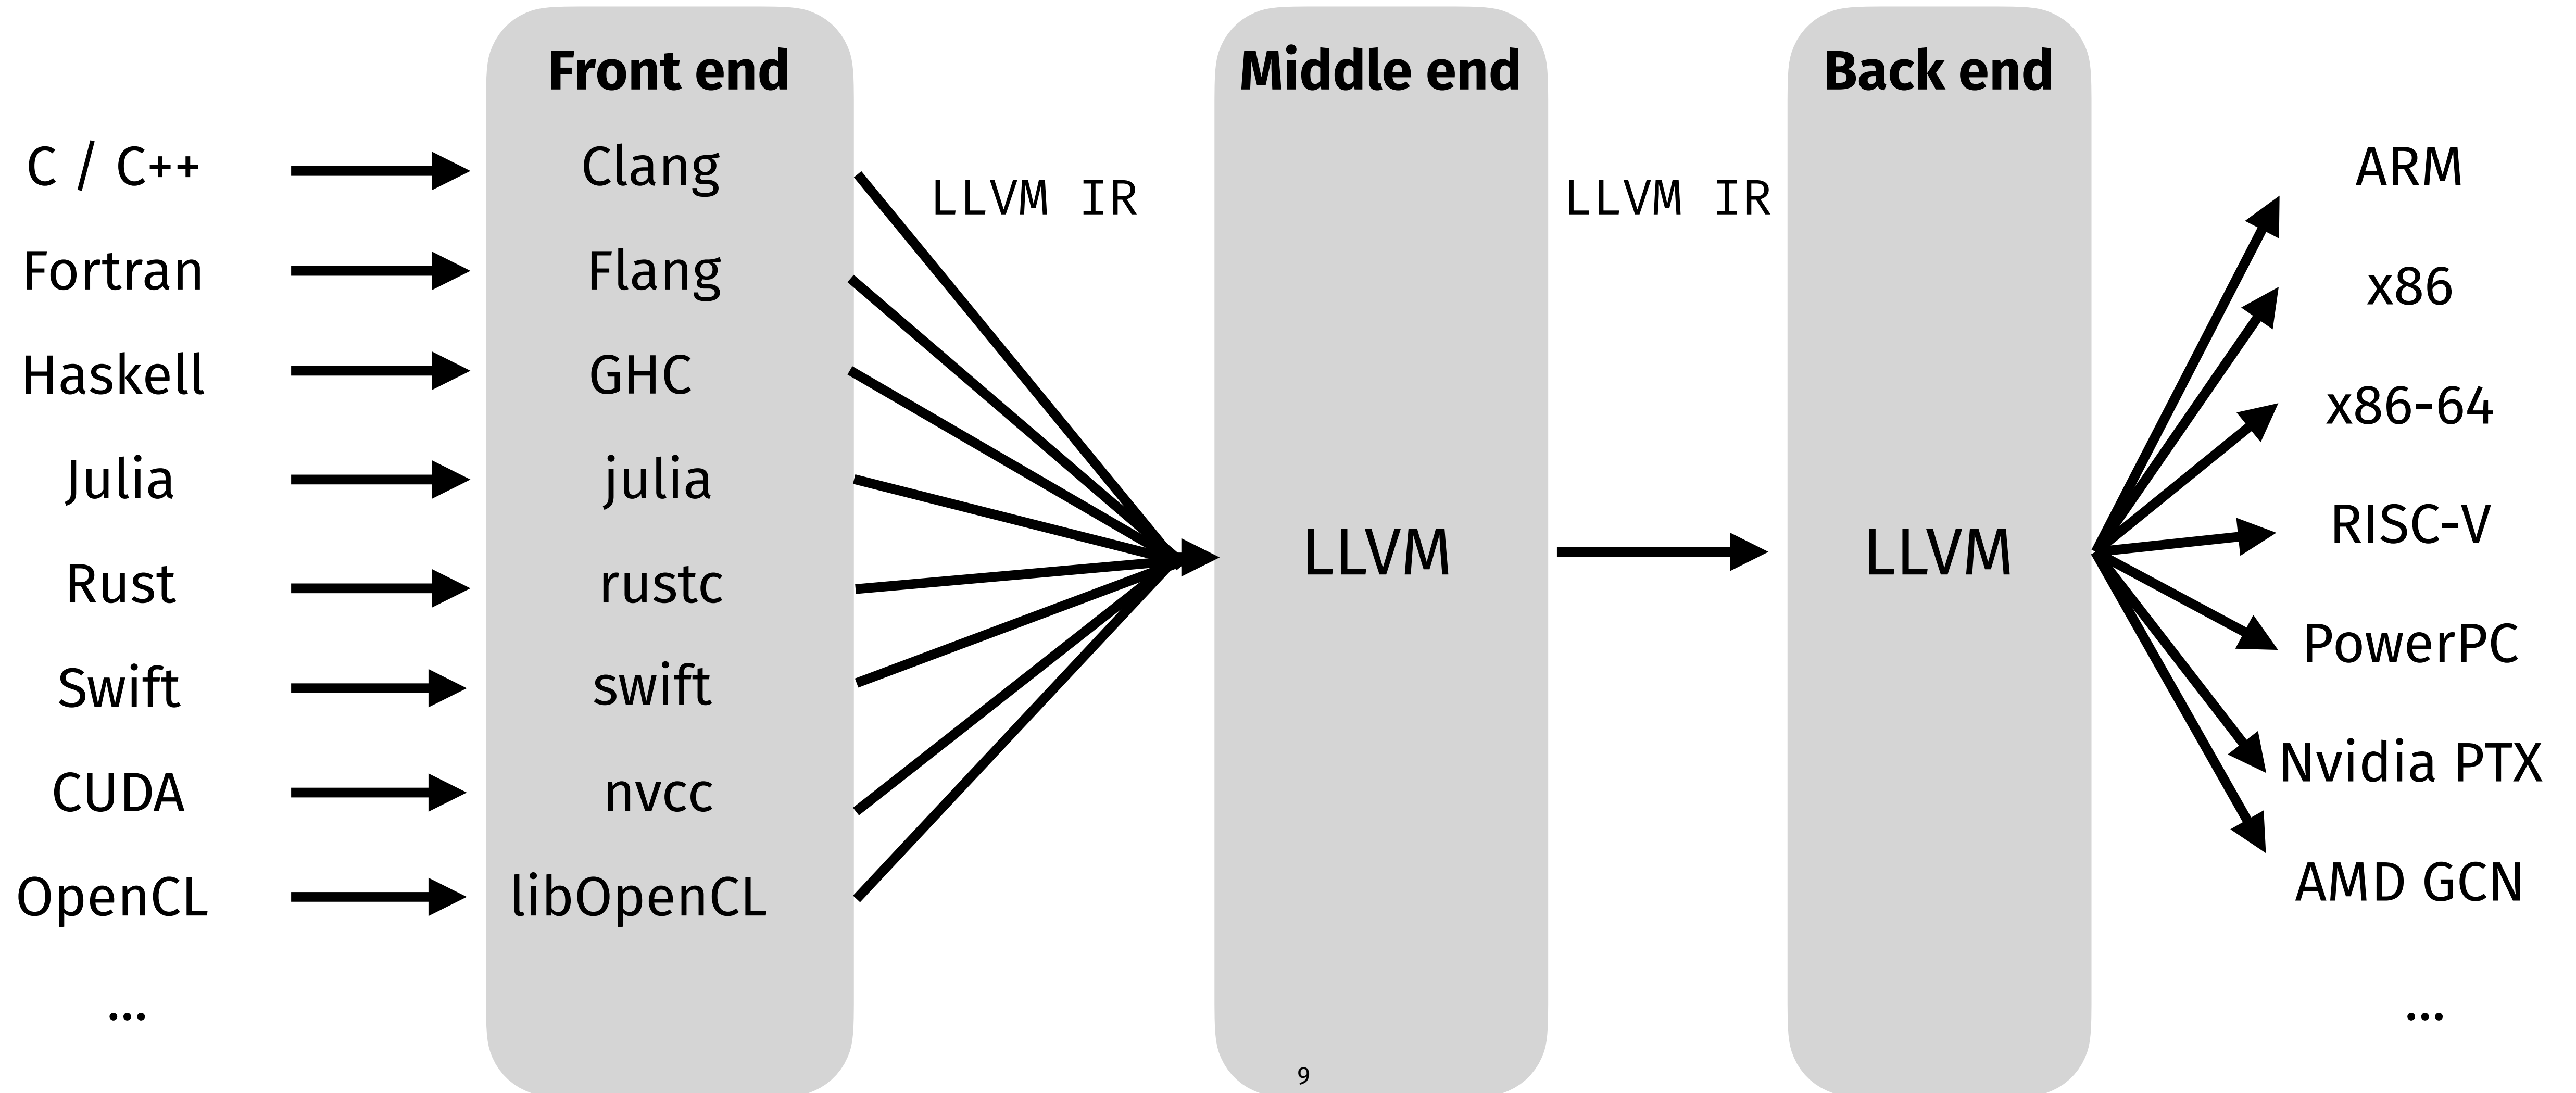 Front end
Middle end
Back end
C / C++
Clang
LLVM IR
LLVM IR
ARM
Fortran
Flang
x86
Haskell
GHC
x86-64
Julia
julia
RISC-V
LLVM
LLVM
Rust
rustc
PowerPC
Swift
swift
Nvidia PTX
CUDA
nvcc
AMD GCN
OpenCL
libOpenCL
...
...
9